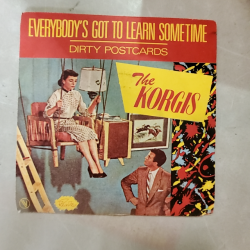 EVERYBODY'S GOT TO LEARN SOMETIME
DIRTY POSTCARDS
The
KORGIS